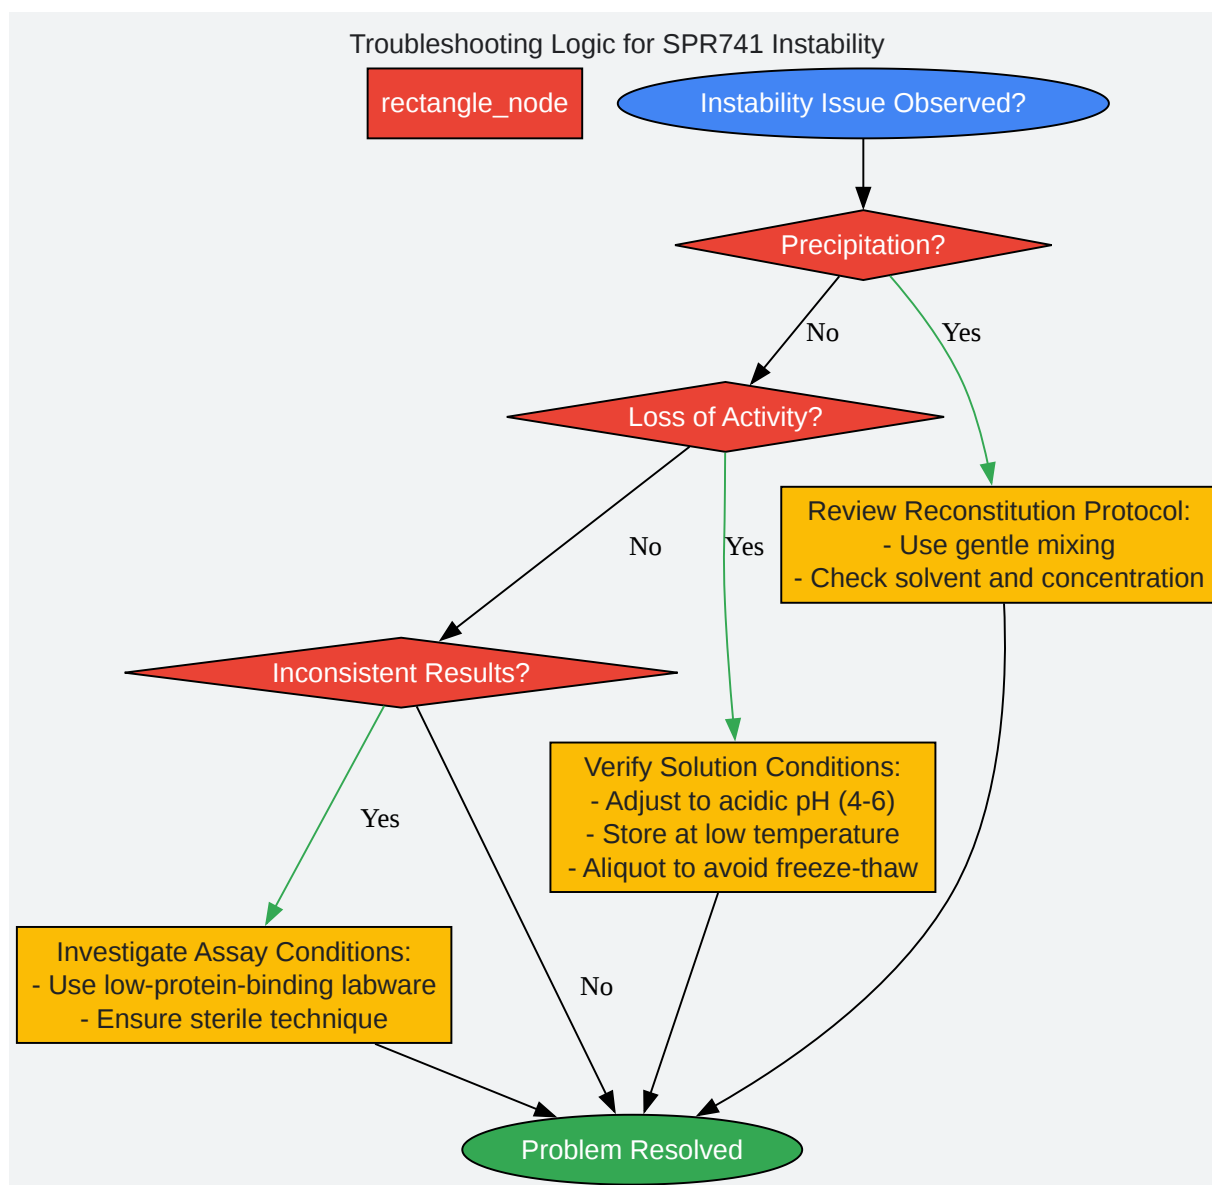 Troubleshooting Logic for SPR741 Instability
rectangle_node
Instability Issue Observed?
Precipitation?
No
Yes
Loss of Activity?
Review Reconstitution Protocol:
- Use gentle mixing
- Check solvent and concentration
No
Yes
Inconsistent Results?
Verify Solution Conditions:
- Adjust to acidic pH (4-6)
- Store at low temperature
- Aliquot to avoid freeze-thaw
Yes
Investigate Assay Conditions:
- Use low-protein-binding labware
- Ensure sterile technique
No
Problem Resolved